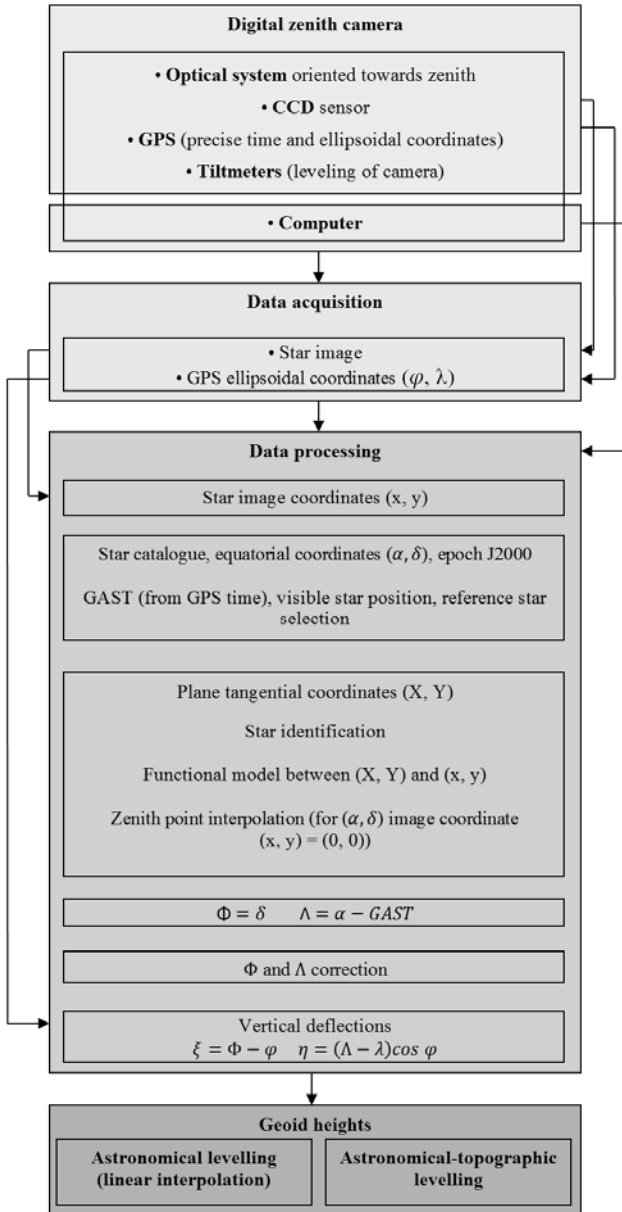 Digital zenith camera
• Optical system oriented towards zenith
• CCD sensor
• GPS (precise time and ellipsoidal coordinates)
• Tiltmeters (leveling of camera)
• Computer
Data acquisition
• Star image
• GPS ellipsoidal coordinates (φ, λ)
Data processing
Star image coordinates (x, y)
Star catalogue, equatorial coordinates (α, δ), epoch J2000
GAST (from GPS time), visible star position, reference star
selection
Plane tangential coordinates (X, Y)
Star identification
Functional model between (X, Y) and (x, y)
Zenith point interpolation (for (α, δ) image coordinate
(x, y) = (0, 0))
Φ = δ Λ = α − GAST
Φ and Λ correction
Vertical deflections
ξ = Φ − φ η = (Λ − λ)cos φ
Geoid heights
Astronomical levelling
(linear interpolation)
Astronomical-topographic
levelling